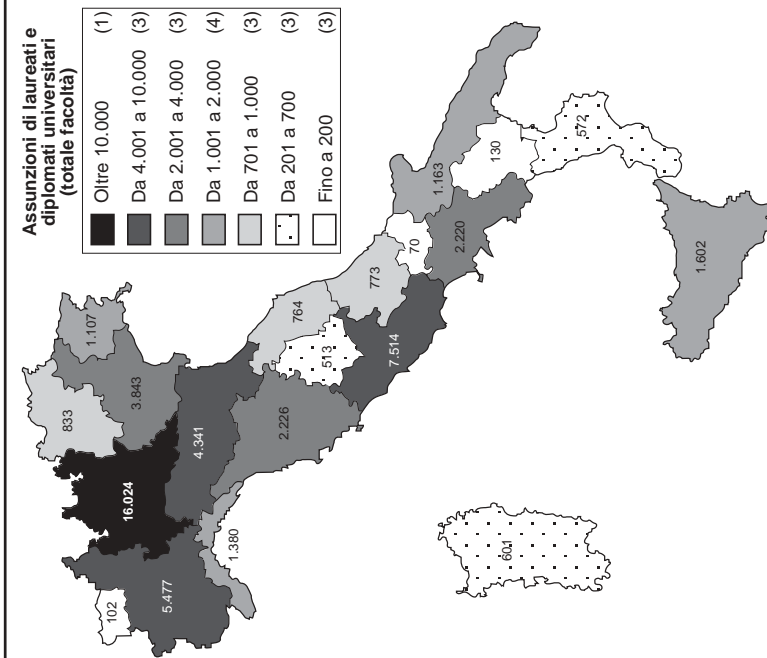 Assunzioni di laureati e
diplomati universitari
(totale facoltà)
Oltre 10.000 (1)
Da 4.001 a 10.000 (3)
Da 2.001 a 4.000 (3)
Da 1.001 a 2.000 (4)
Da 701 a 1.000 (3)
Da 201 a 700 (3)
Fino a 200 (3)
102
5.477
16.024
833
3.843
1.107
1.380
4.341
2.226
764
513
773
7.514
70
1.163
2.220
130
572
1.602
601